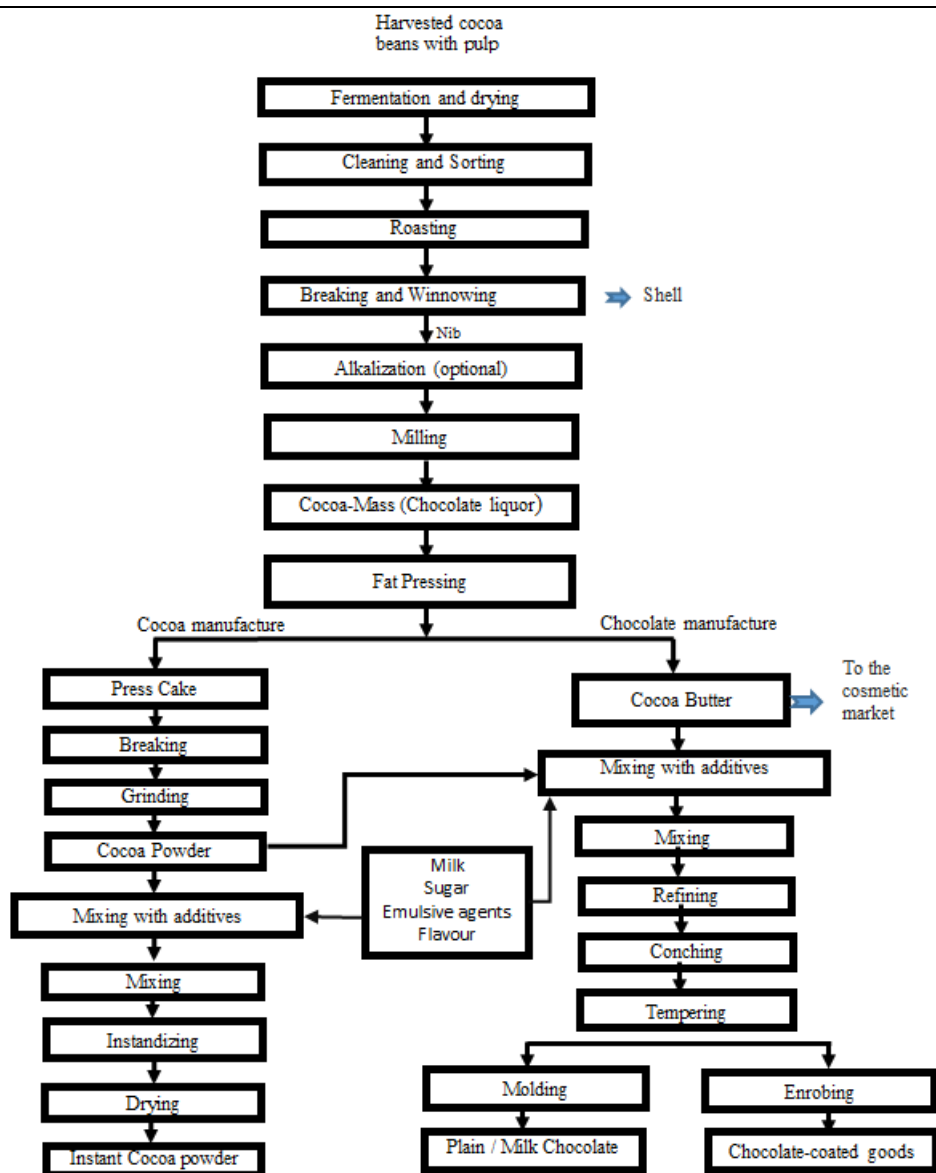 Harvested cocoa
beans with pulp
Fermentation and drying
Cleaning and Sorting
Roasting
Breaking and Winnowing
Shell
Nib
Alkalization (optional)
Milling
Cocoa-Mass (Chocolate liquor)
Fat Pressing
Cocoa manufacture
Chocolate manufacture
Press Cake
Breaking
Grinding
Cocoa Powder
Mixing with additives
Mixing
Instandizing
Drying
Instant Cocoa powder
Milk
Sugar
Emulsive agents
Flavour
Cocoa Butter
To the
cosmetic
market
Mixing with additives
Mixing
Refining
Conching
Tempering
Molding
Plain / Milk Chocolate
Enrobing
Chocolate-coated goods